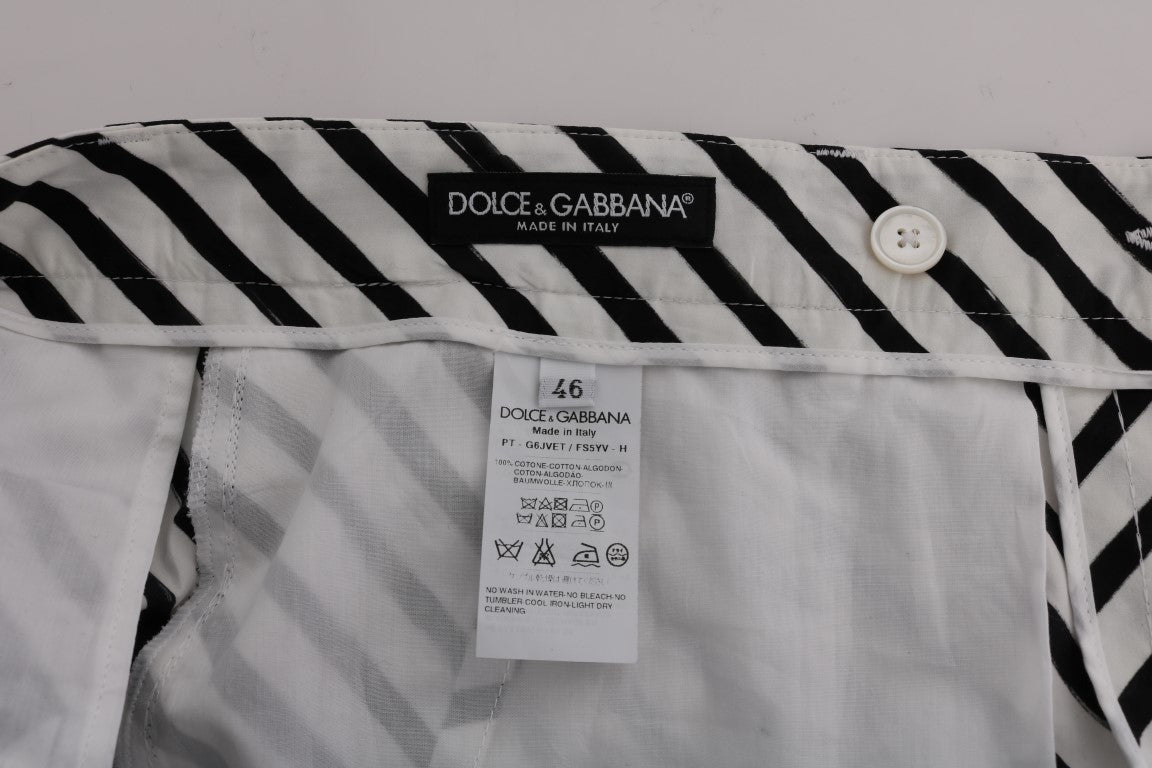 DOLCE & GABBANA®
MADE IN ITALY
46
DOLCE & GABBANA
Made in Italy
PT - G6JVET / FS5YV - H
100% COTONE-COTTON-ALGODON-
COTON-ALGODAO-
BAUMWOLLE-ХЛОПОК-棉
NO WASH IN WATER-NO BLEACH-NO
TUMBLER-COOL IRON-LIGHT DRY
CLEANING